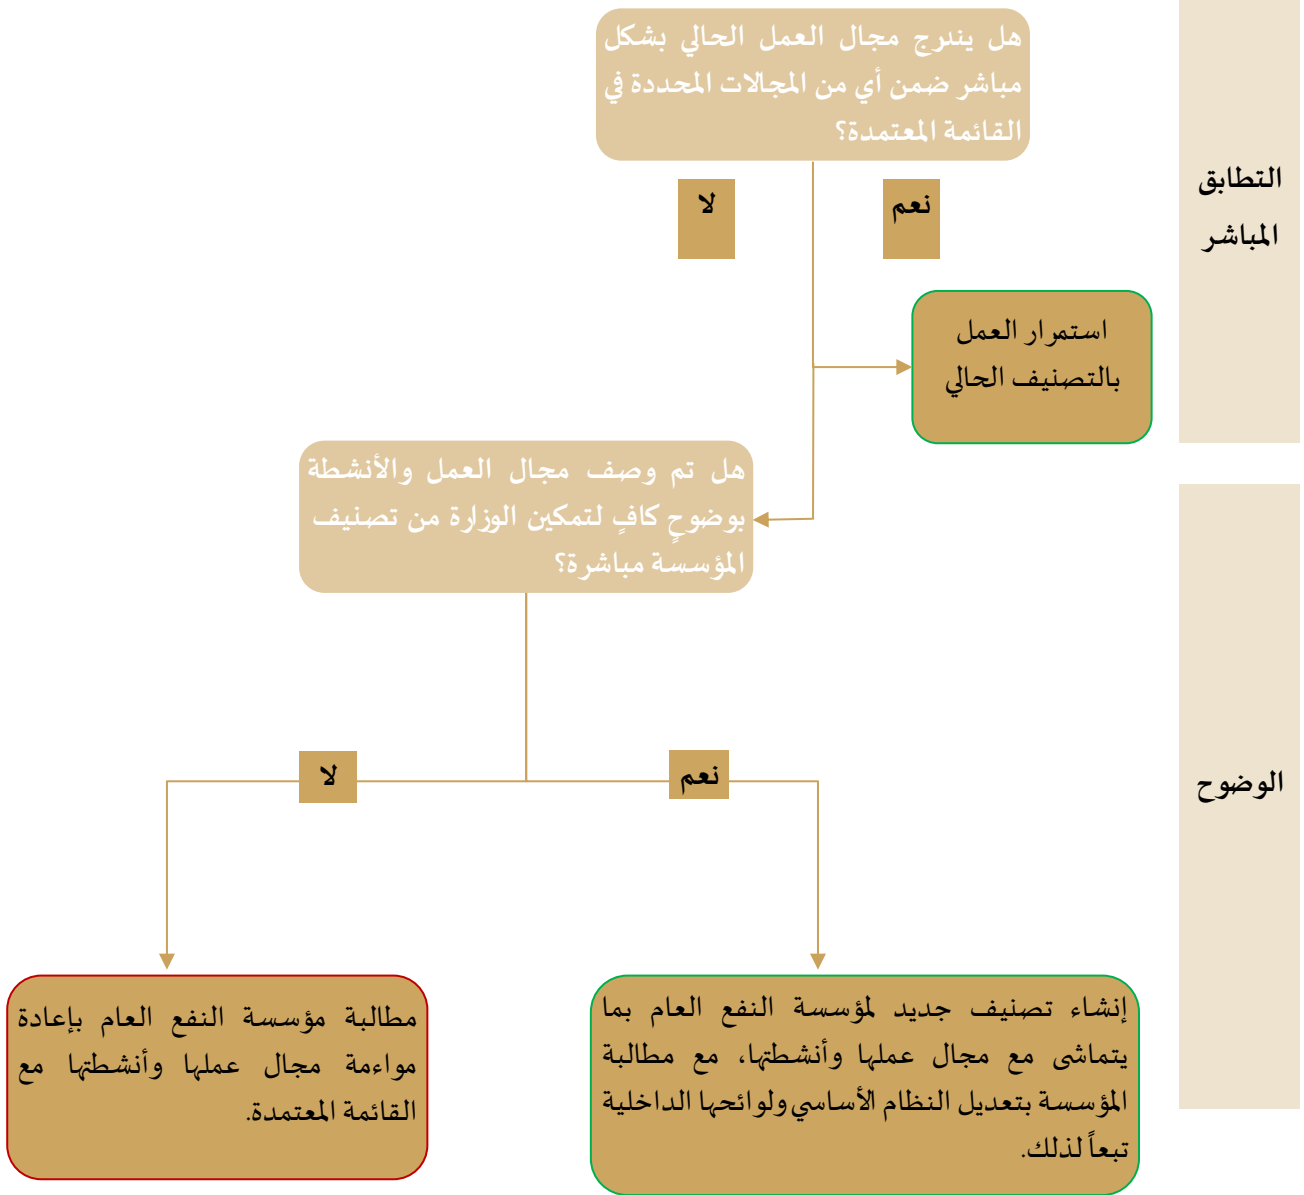 هل يندرج مجال العمل الحالي بشكل
مباشر ضمن أي من المجالات المحددة في
القائمة المعتمدة؟
التطابق
المباشر
نعم
لا
استمرار العمل
بالتصنيف الحالي
هل تم وصف مجال العمل والأنشطة
بوضوحٍ كافٍ لتمكين الوزارة من تصنيف
المؤسسة مباشرة؟
الوضوح
نعم
لا
إنشاء تصنيف جديد لمؤسسة النفع العام بما
يتماشى مع مجال عملها وأنشطتها، مع مطالبة
المؤسسة بتعديل النظام الأساسي ولوائحها الداخلية
تبعاً لذلك.
مطالبة مؤسسة النفع العام بإعادة
مواءمة مجال عملها وأنشطتها مع
القائمة المعتمدة.